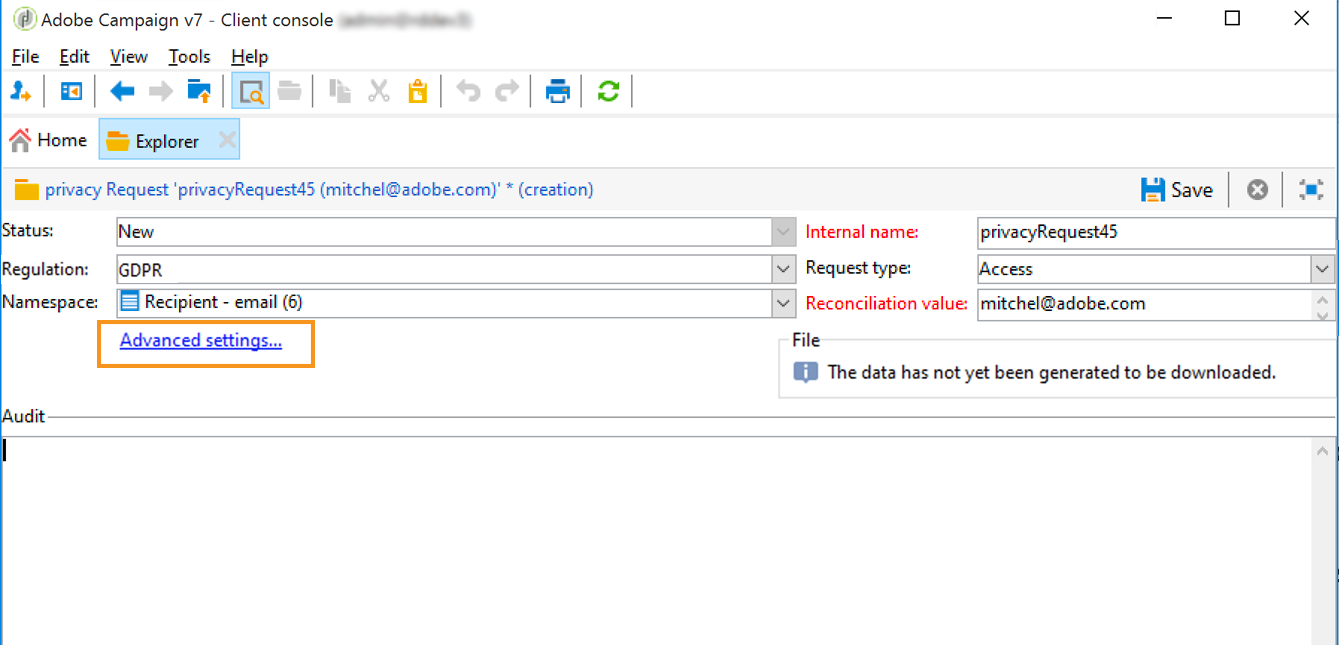 Adobe Campaign v7 - Client console
File Edit View Tools Help
Home Explorer
privacy Request 'privacyRequest45 (mitchel@adobe.com)' * (creation) Save
Status: New Internal name: privacyRequest45
Regulation: GDPR Request type: Access
Namespace: Recipient - email (6) Reconciliation value: mitchel@adobe.com
Advanced settings... File
The data has not yet been generated to be downloaded.
Audit